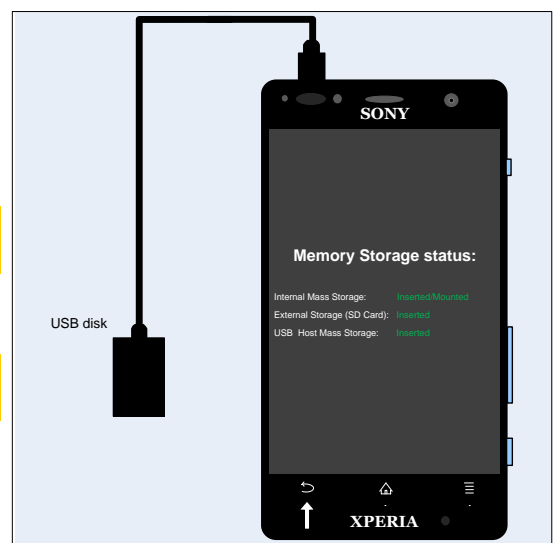 SONY
Memory Storage status:
Internal Mass Storage: Inserted/Mounted
External Storage (SD Card): Inserted
USB Host Mass Storage: Inserted
USB disk
XPERIA